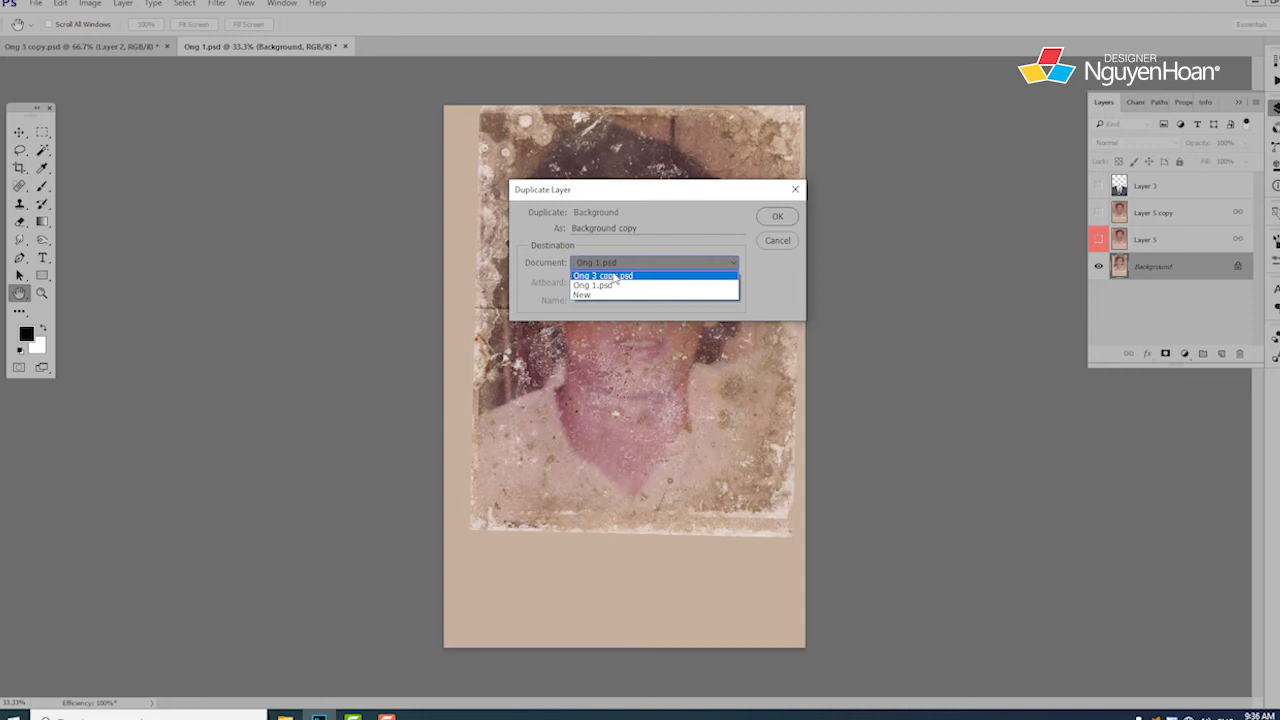 Ps File Edit Image Layer Type Select Filter View Window Help
Scroll All Windows 100% Fit Screen Fill Screen Essentials
Ong 3 copy.psd @ 66.7% (Layer 2, RGB/8) * × Ong 1.psd @ 33.3% (Background, RGB/8) * ×
DESIGNER
NguyenHoan®
Layers Chann Paths Prope Info
Kind
Normal Opacity: 100%
Lock: Fill: 100%
Layer 3
Layer 5 copy
Layer 5
Background
Duplicate Layer
Duplicate: Background
As: Background copy
OK
Cancel
Destination
Document: Ong 1.psd
Ong 3 copy.psd
Ong 1.psd
New
Artboard:
Name:
T
fx
33.33% Efficiency: 100%*
9:36 AM